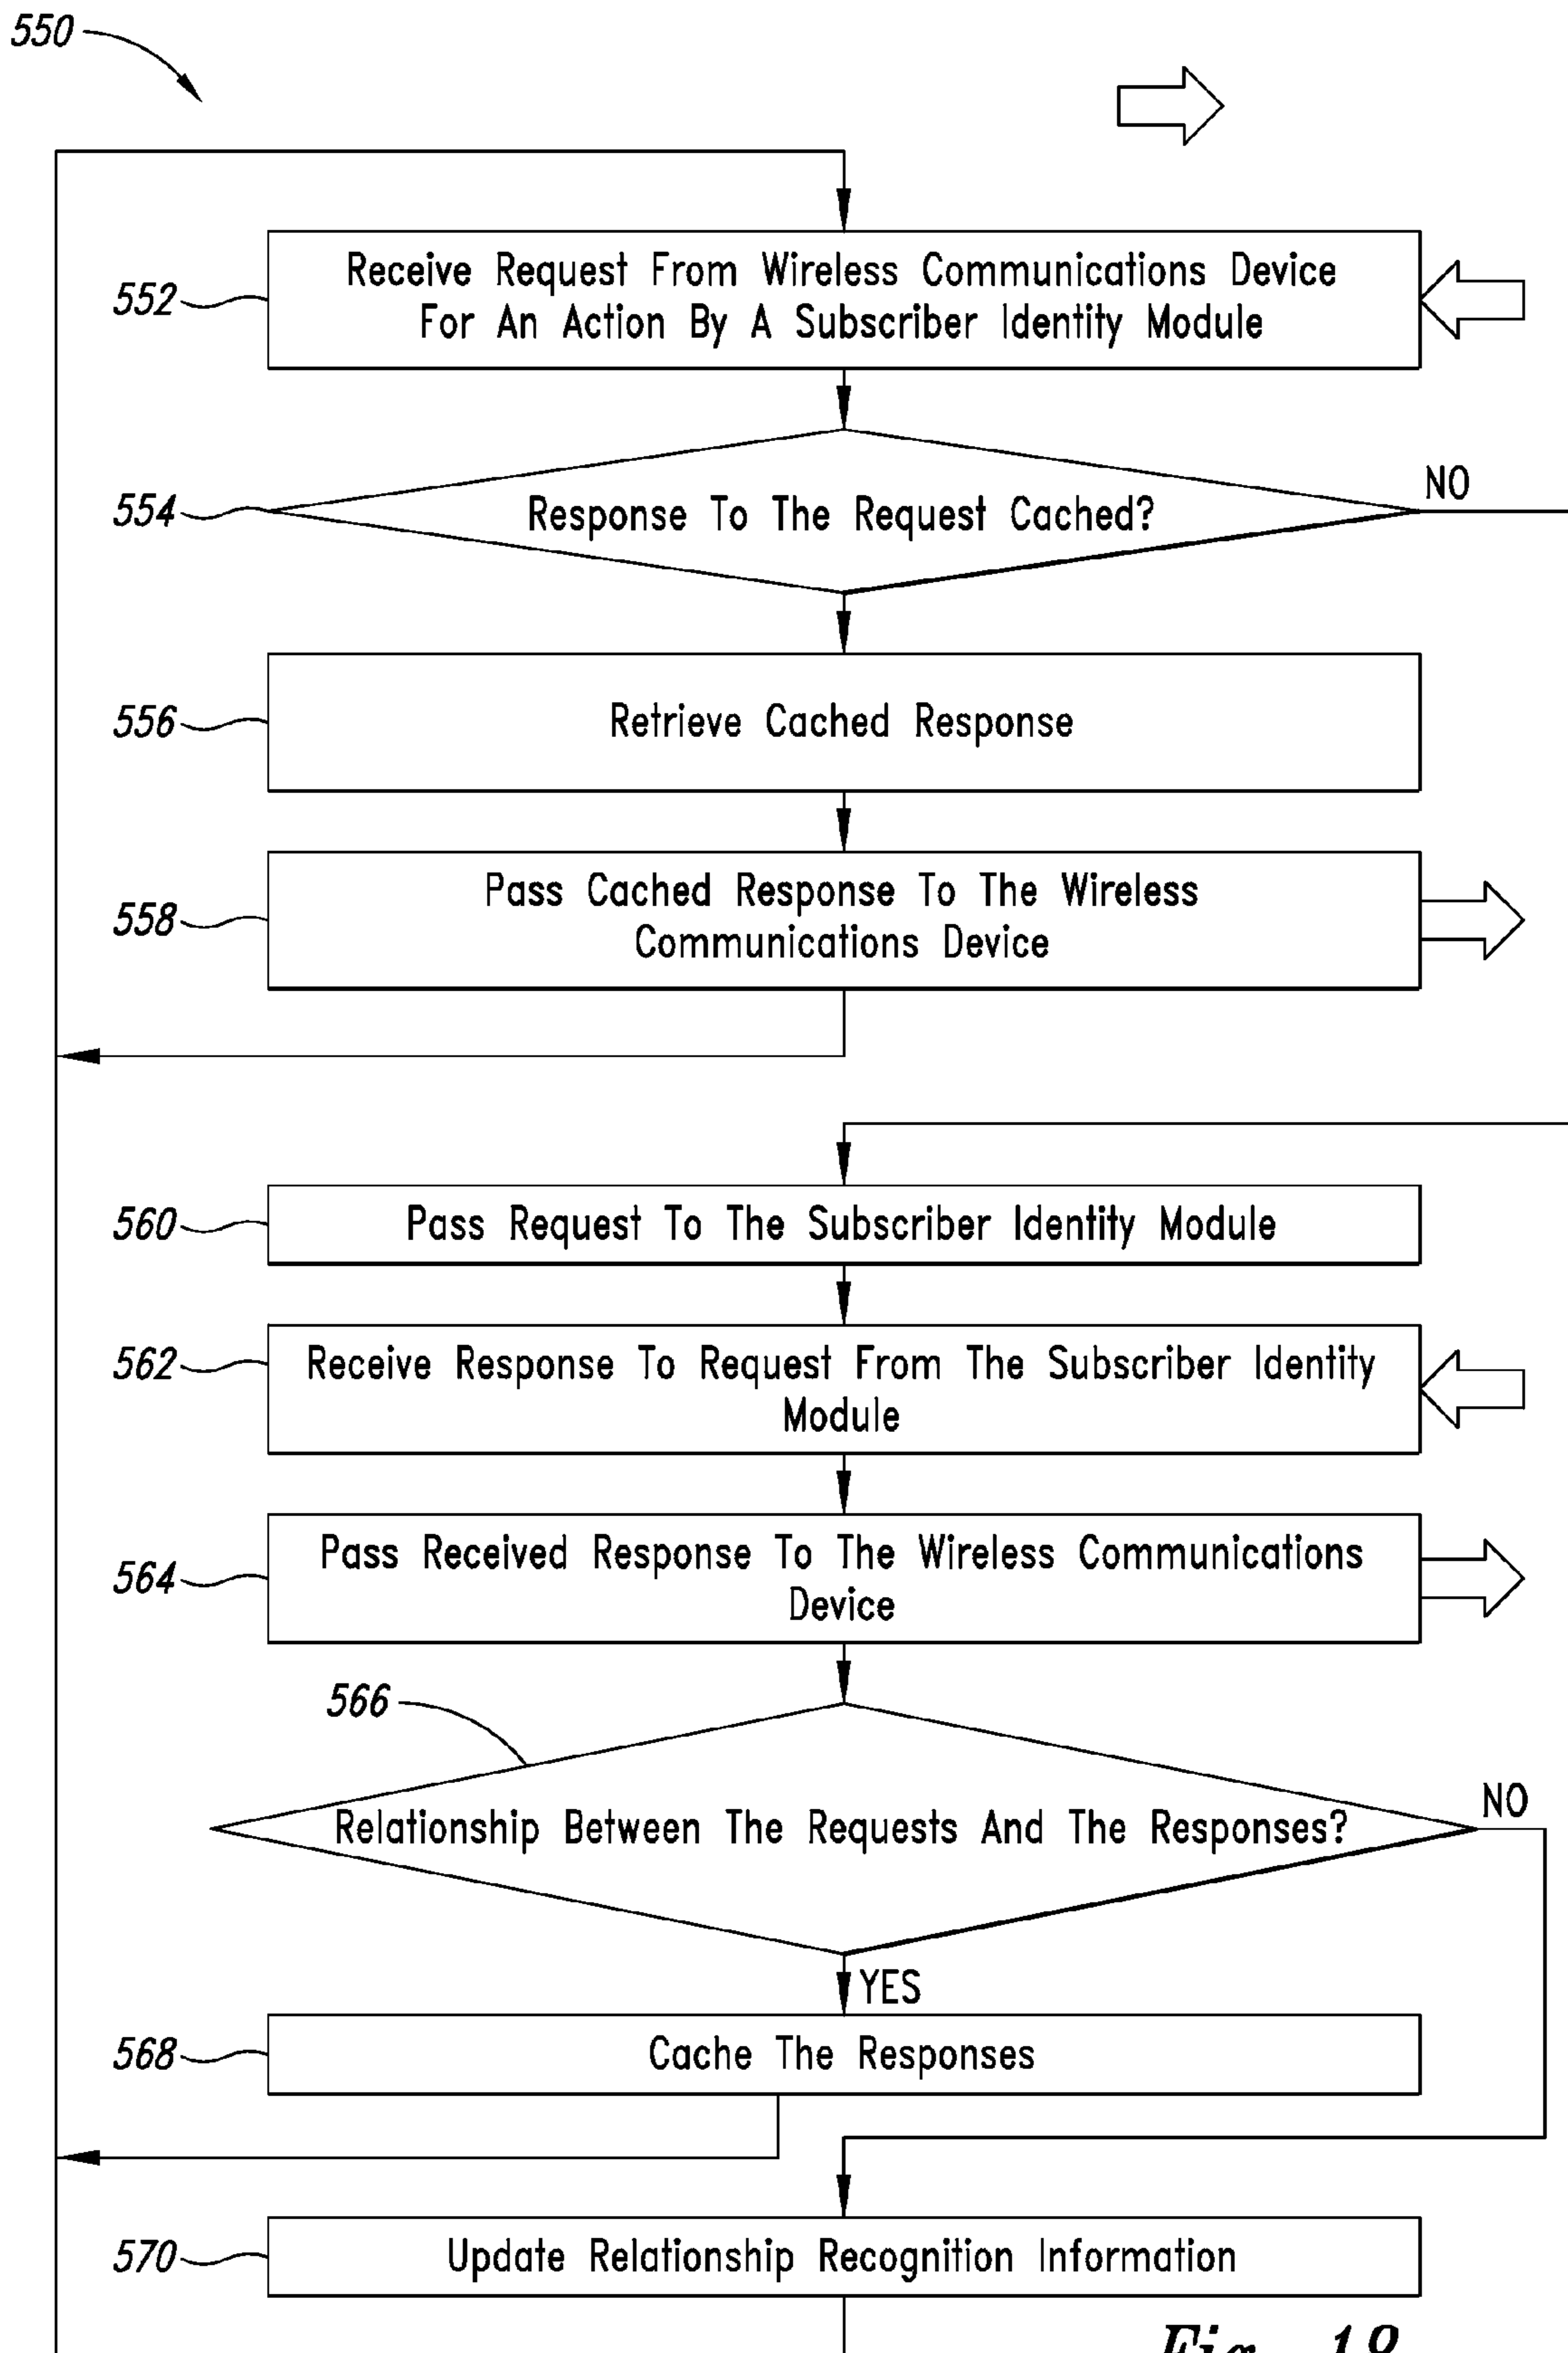 550
552
Receive Request From Wireless Communications Device
For An Action By A Subscriber Identity Module
554
Response To The Request Cached?
NO
556
Retrieve Cached Response
558
Pass Cached Response To The Wireless
Communications Device
560
Pass Request To The Subscriber Identity Module
562
Receive Response To Request From The Subscriber Identity
Module
564
Pass Received Response To The Wireless Communications
Device
566
Relationship Between The Requests And The Responses?
NO
YES
568
Cache The Responses
570
Update Relationship Recognition Information
Fig.